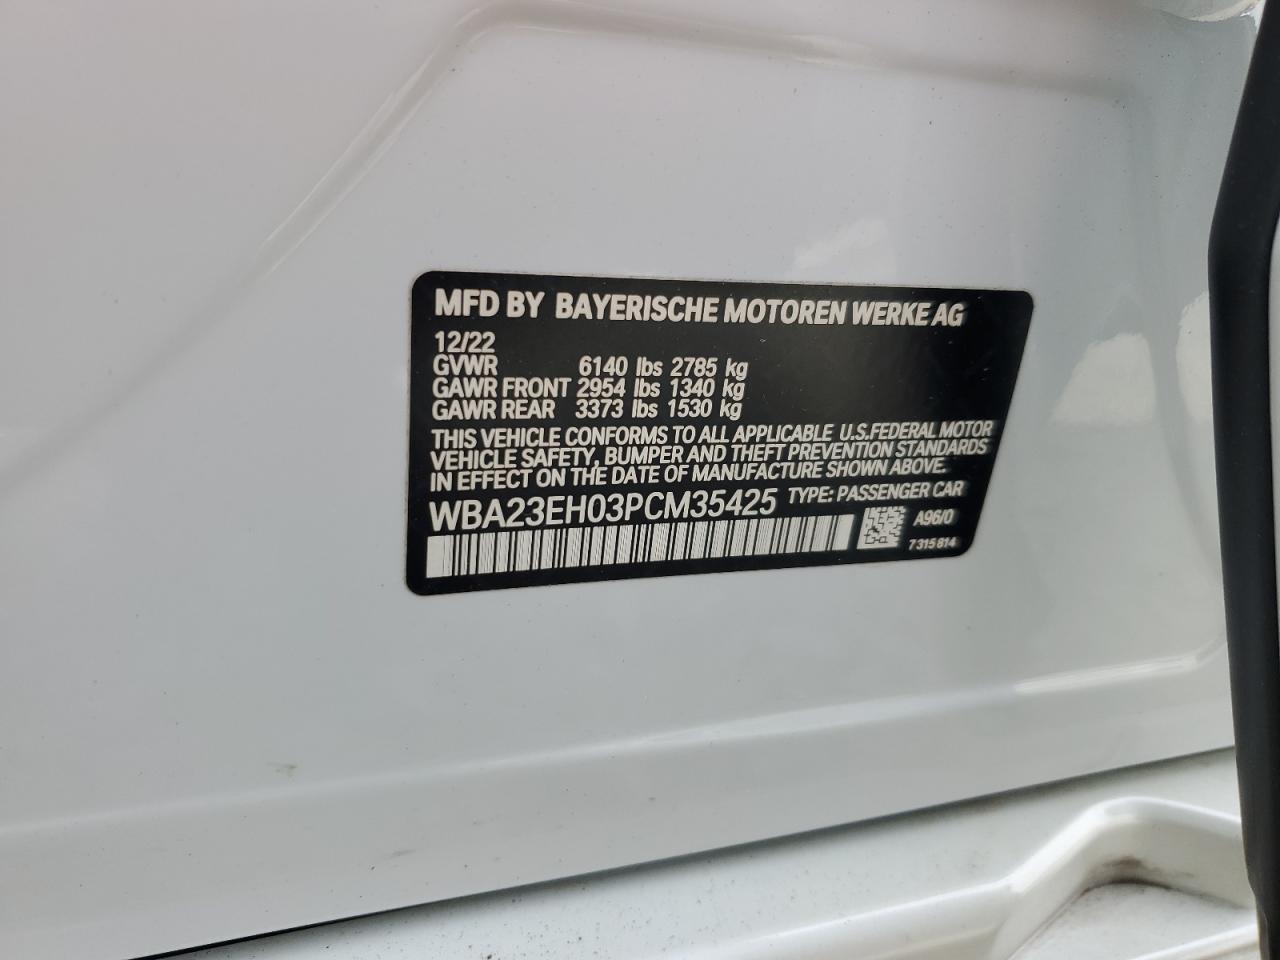 MFD BY BAYERISCHE MOTOREN WERKE AG
12/22
GVWR 6140 lbs 2785 kg
GAWR FRONT 2954 lbs 1340 kg
GAWR REAR 3373 lbs 1530 kg
THIS VEHICLE CONFORMS TO ALL APPLICABLE U.S.FEDERAL MOTOR
VEHICLE SAFETY, BUMPER AND THEFT PREVENTION STANDARDS
IN EFFECT ON THE DATE OF MANUFACTURE SHOWN ABOVE.
WBA23EH03PCM35425 TYPE: PASSENGER CAR
A96/0
7315814